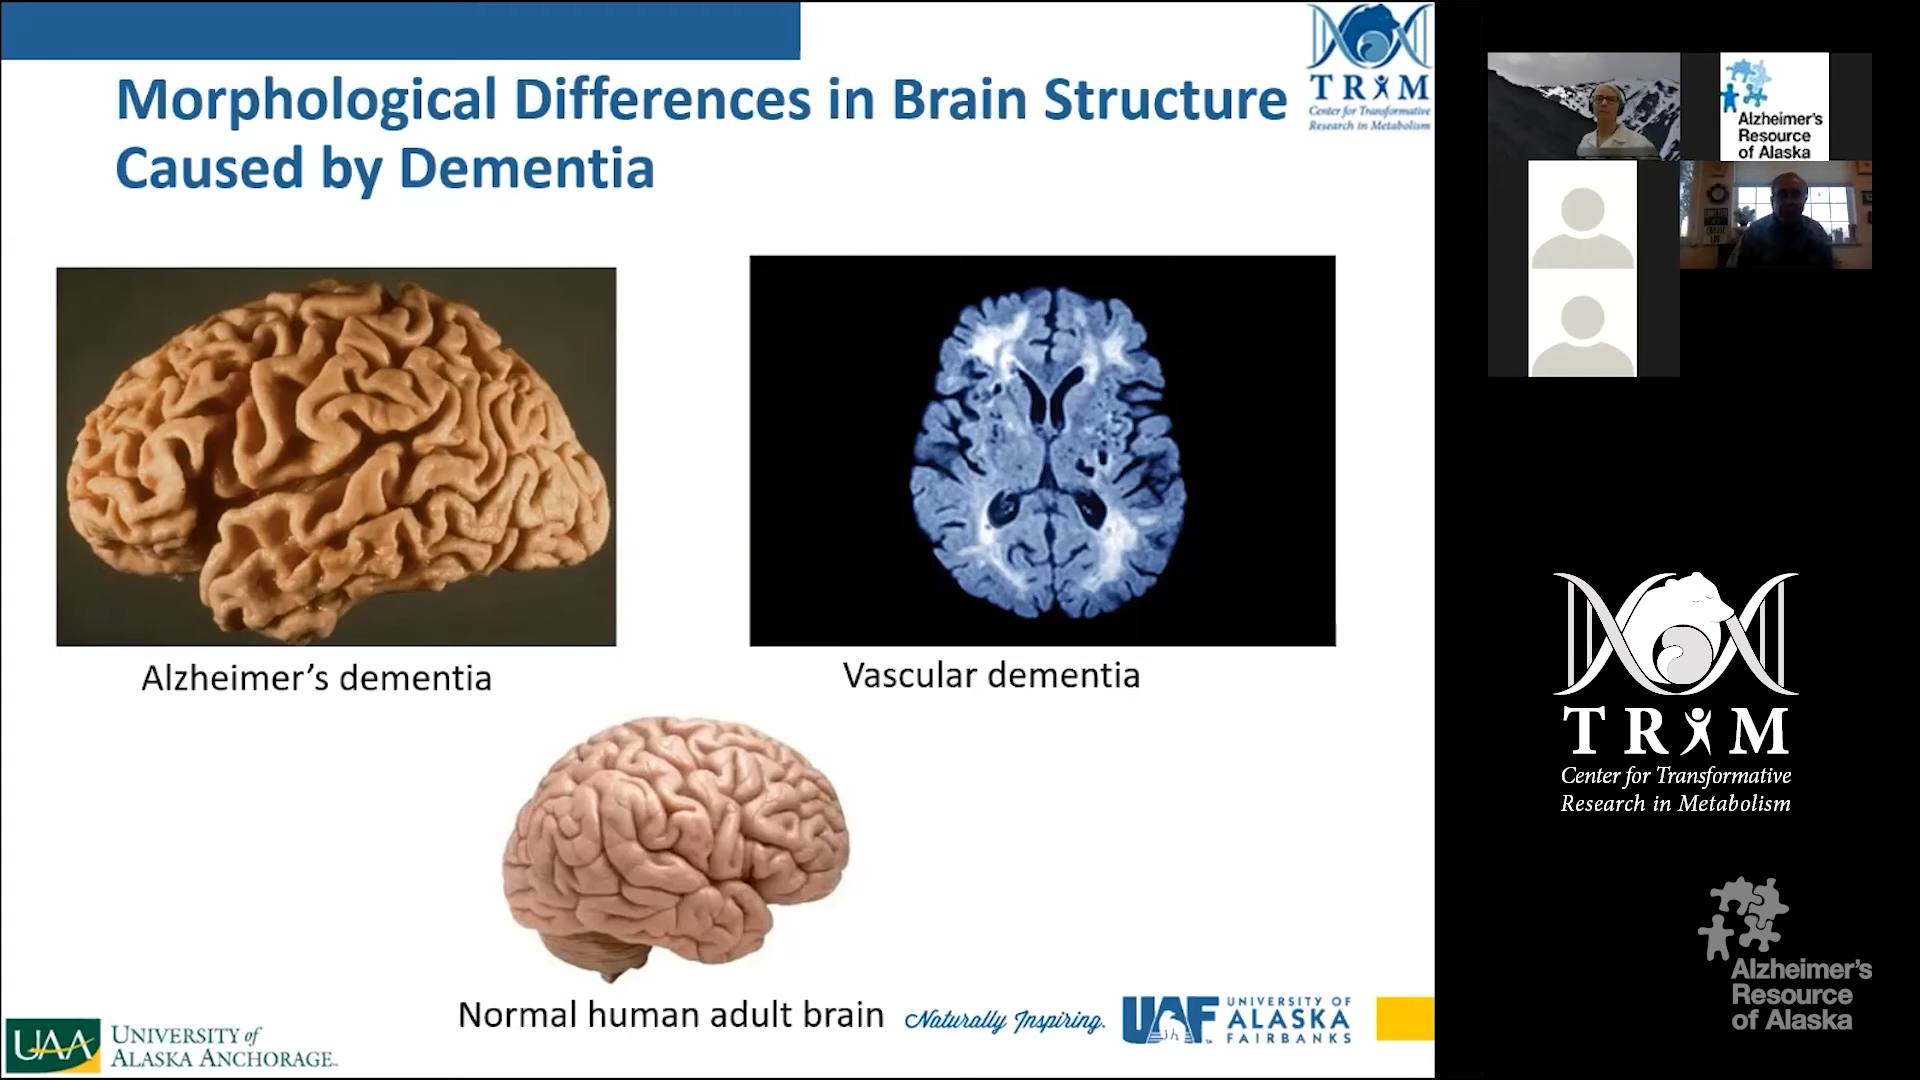 Morphological Differences in Brain Structure
Caused by Dementia
TRiM
Center for Transformative
Research in Metabolism
Alzheimer's dementia
Vascular dementia
Normal human adult brain
UAA
UNIVERSITY of
ALASKA ANCHORAGE
Naturally Inspiring.
UAF
UNIVERSITY OF
ALASKA
FAIRBANKS
Alzheimer's
Resource
of Alaska
TRiM
Center for Transformative
Research in Metabolism
Alzheimer's
Resource
of Alaska